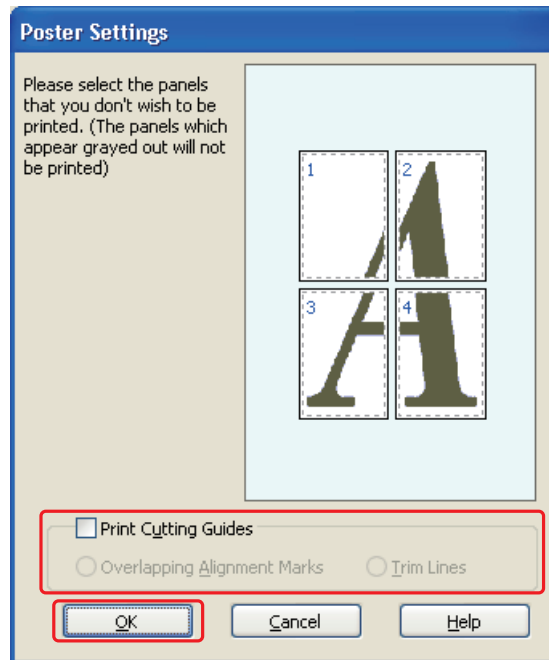 Poster Settings
Please select the panels
that you don't wish to be
printed. (The panels which
appear grayed out will not
be printed)
1
2
3
4
A
Print Cutting Guides
Overlapping Alignment Marks
Trim Lines
OK
Cancel
Help